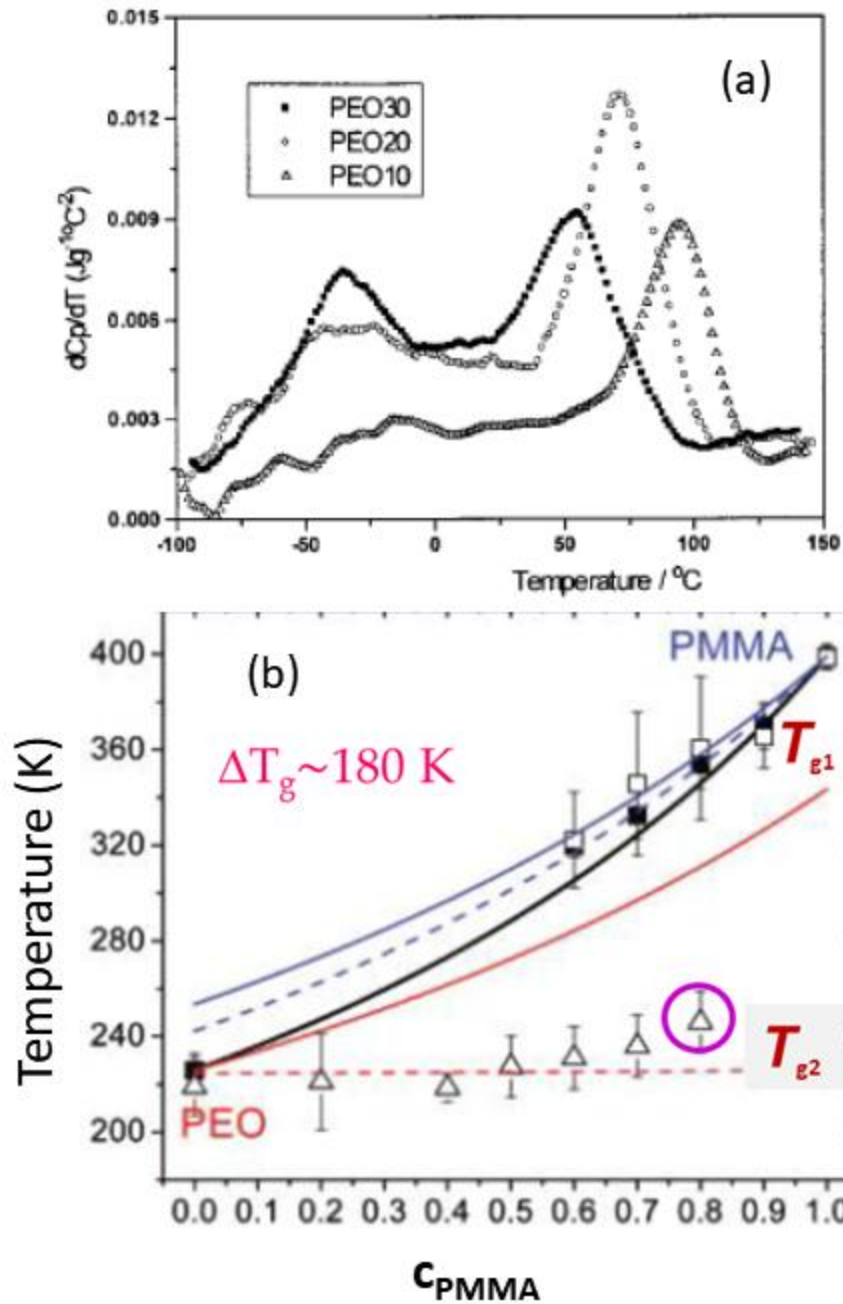 0.015
0.012
0.009
0.005
0.003
0.000
dCp/dT (Jg⁻¹⁰C⁻²)
PEO30
PEO20
PEO10
(a)
-100 -50 0 50 100 150
Temperature / ⁰C
400
360
320
280
240
200
Temperature (K)
(b)
PMMA
ΔTg~180 K
Tg1
Tg2
PEO
0.0 0.1 0.2 0.3 0.4 0.5 0.6 0.7 0.8 0.9 1.0
cPMMA